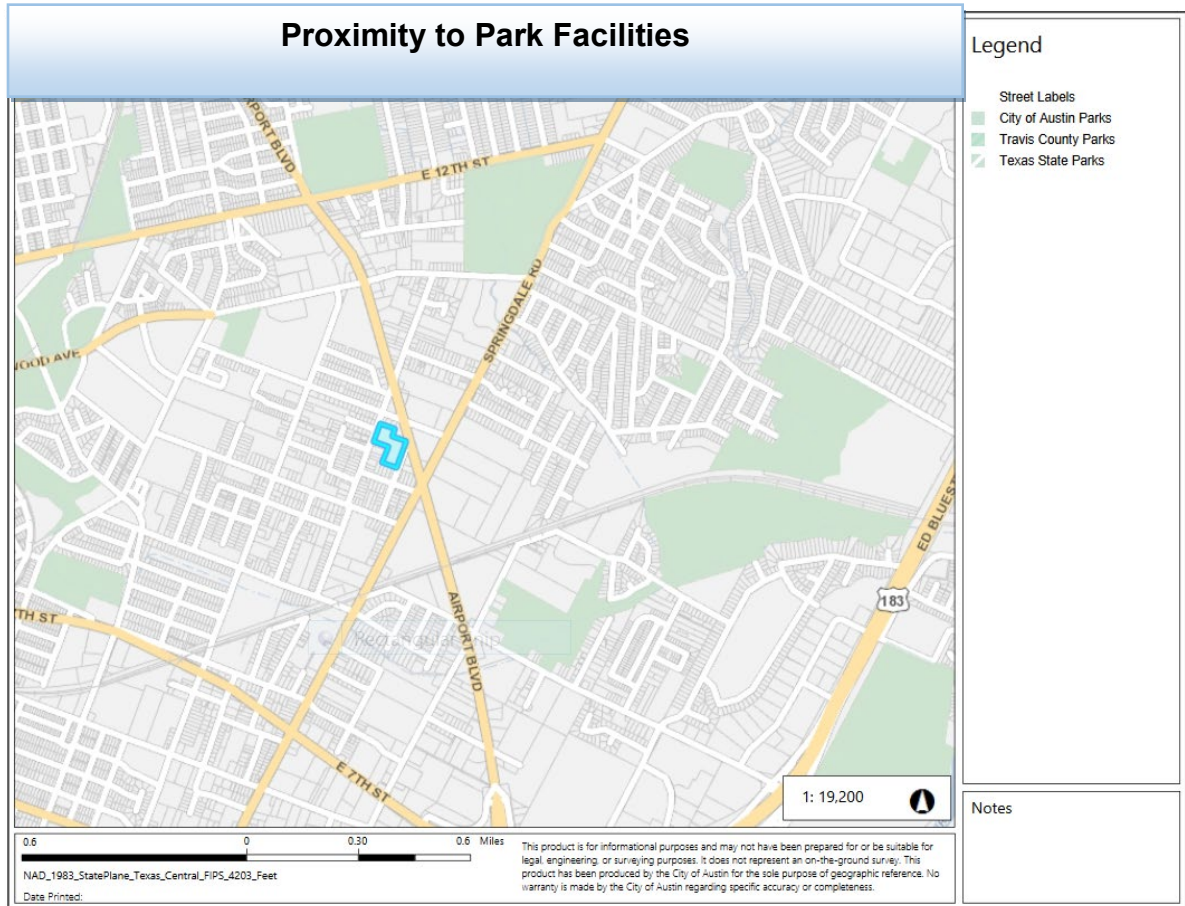 Proximity to Park Facilities
Legend
Street Labels
City of Austin Parks
Travis County Parks
Texas State Parks
RPORT BLVD
E 12TH ST
SPRINGDALE RD
WOOD AVE
ED BLUEST
183
7TH ST
AIRPORT BLVD
Rectangular Snip
E 7TH ST
1: 19,200
Notes
0.6 0 0.30 0.6 Miles
NAD_1983_StatePlane_Texas_Central_FIPS_4203_Feet
Date Printed:
This product is for informational purposes and may not have been prepared for or be suitable for
legal, engineering, or surveying purposes. It does not represent an on-the-ground survey. This
product has been produced by the City of Austin for the sole purpose of geographic reference. No
warranty is made by the City of Austin regarding specific accuracy or completeness.